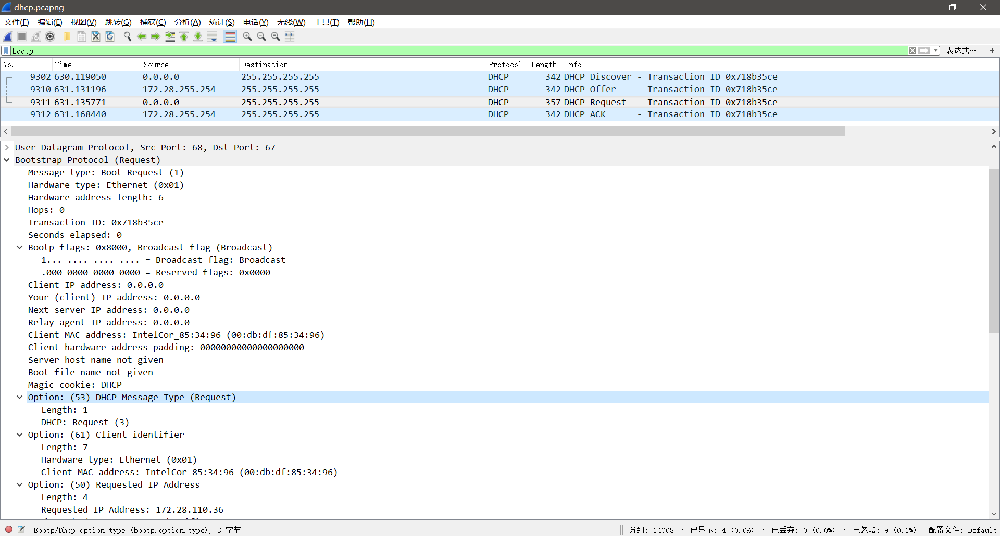 dhcp.pcapng
文件(F) 编辑(E) 视图(V) 跳转(G) 捕获(C) 分析(A) 统计(S) 电话(Y) 无线(W) 工具(T) 帮助(H)
bootp 表达式… +
No. Time Source Destination Protocol Length Info
9302 630.119050 0.0.0.0 255.255.255.255 DHCP 342 DHCP Discover - Transaction ID 0x718b35ce
9310 631.131196 172.28.255.254 255.255.255.255 DHCP 342 DHCP Offer - Transaction ID 0x718b35ce
9311 631.135771 0.0.0.0 255.255.255.255 DHCP 357 DHCP Request - Transaction ID 0x718b35ce
9312 631.168440 172.28.255.254 255.255.255.255 DHCP 342 DHCP ACK - Transaction ID 0x718b35ce
User Datagram Protocol, Src Port: 68, Dst Port: 67
Bootstrap Protocol (Request)
Message type: Boot Request (1)
Hardware type: Ethernet (0x01)
Hardware address length: 6
Hops: 0
Transaction ID: 0x718b35ce
Seconds elapsed: 0
Bootp flags: 0x8000, Broadcast flag (Broadcast)
1... .... .... .... = Broadcast flag: Broadcast
.000 0000 0000 0000 = Reserved flags: 0x0000
Client IP address: 0.0.0.0
Your (client) IP address: 0.0.0.0
Next server IP address: 0.0.0.0
Relay agent IP address: 0.0.0.0
Client MAC address: IntelCor_85:34:96 (00:db:df:85:34:96)
Client hardware address padding: 00000000000000000000
Server host name not given
Boot file name not given
Magic cookie: DHCP
Option: (53) DHCP Message Type (Request)
Length: 1
DHCP: Request (3)
Option: (61) Client identifier
Length: 7
Hardware type: Ethernet (0x01)
Client MAC address: IntelCor_85:34:96 (00:db:df:85:34:96)
Option: (50) Requested IP Address
Length: 4
Requested IP Address: 172.28.110.36
Bootp/Dhcp option type (bootp.option.type), 3 字节 分组: 14008 · 已显示: 4 (0.0%) · 已丢弃: 0 (0.0%) · 已忽略: 9 (0.1%) 配置文件: Default